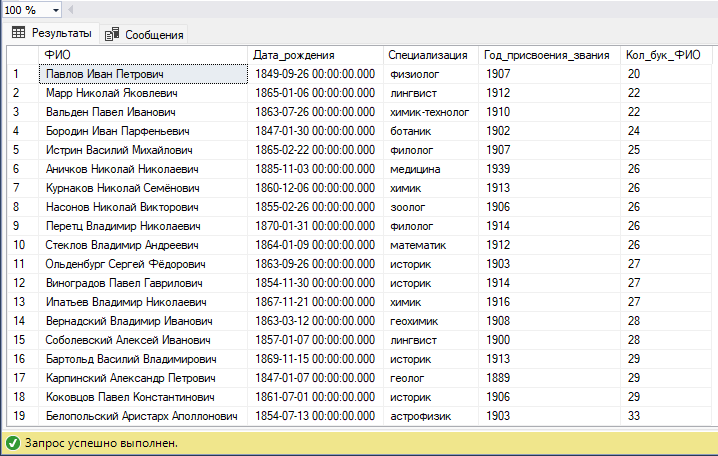 100 %
Результаты Сообщения
ФИО Дата_рождения Специализация Год_присвоения_звания Кол_бук_ФИО
1 Павлов Иван Петрович 1849-09-26 00:00:00.000 физиолог 1907 20
2 Марр Николай Яковлевич 1865-01-06 00:00:00.000 лингвист 1912 22
3 Вальден Павел Иванович 1863-07-26 00:00:00.000 химик-технолог 1910 22
4 Бородин Иван Парфеньевич 1847-01-30 00:00:00.000 ботаник 1902 24
5 Истрин Василий Михайлович 1865-02-22 00:00:00.000 филолог 1907 25
6 Аничков Николай Николаевич 1885-11-03 00:00:00.000 медицина 1939 26
7 Курнаков Николай Семёнович 1860-12-06 00:00:00.000 химик 1913 26
8 Насонов Николай Викторович 1855-02-26 00:00:00.000 зоолог 1906 26
9 Перетц Владимир Николаевич 1870-01-31 00:00:00.000 филолог 1914 26
10 Стеклов Владимир Андреевич 1864-01-09 00:00:00.000 математик 1912 26
11 Ольденбург Сергей Фёдорович 1863-09-26 00:00:00.000 историк 1903 27
12 Виноградов Павел Гаврилович 1854-11-30 00:00:00.000 историк 1914 27
13 Ипатьев Владимир Николаевич 1867-11-21 00:00:00.000 химик 1916 27
14 Вернадский Владимир Иванович 1863-03-12 00:00:00.000 геохимик 1908 28
15 Соболевский Алексей Иванович 1857-01-07 00:00:00.000 лингвист 1900 28
16 Бартольд Василий Владимирович 1869-11-15 00:00:00.000 историк 1913 29
17 Карпинский Александр Петрович 1847-01-07 00:00:00.000 геолог 1889 29
18 Коковцов Павел Константинович 1861-07-01 00:00:00.000 историк 1906 29
19 Белопольский Аристарх Аполлонович 1854-07-13 00:00:00.000 астрофизик 1903 33
Запрос успешно выполнен.